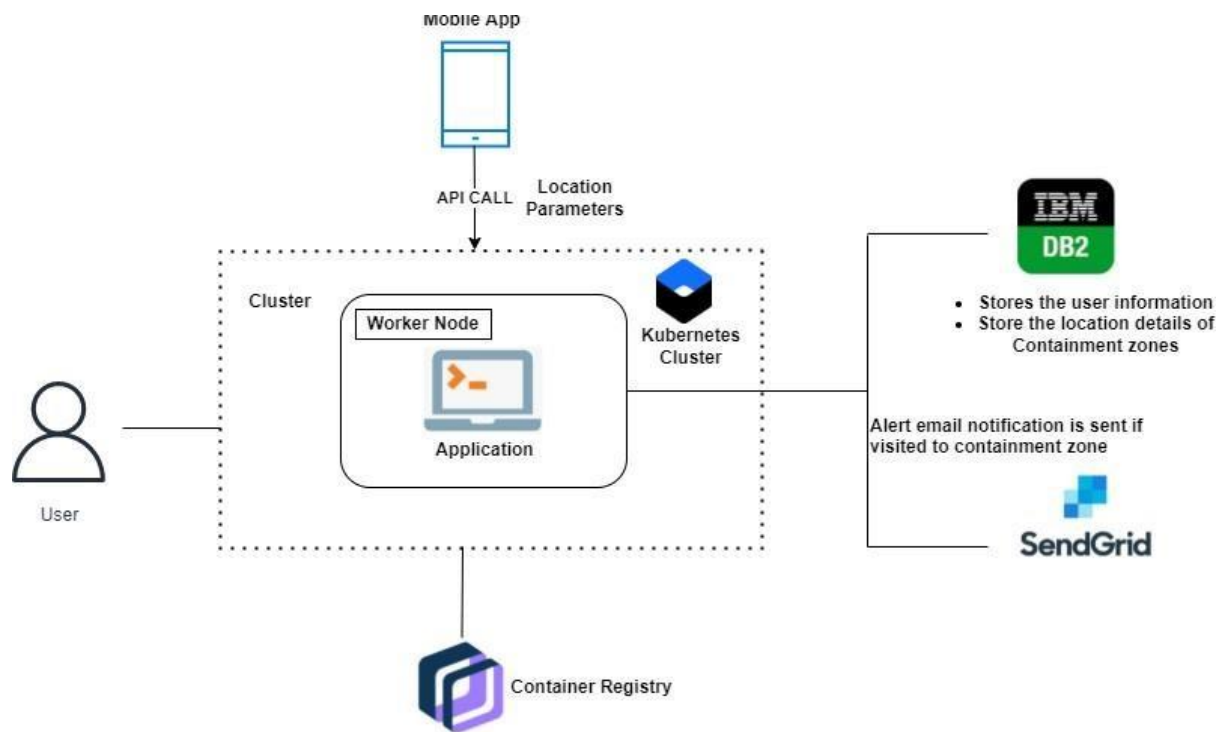 Mobile App
API CALL
Location
Parameters
Cluster
Worker Node
Kubernetes
Cluster
Application
User
IBM
DB2
• Stores the user information
• Store the location details of
Containment zones
Alert email notification is sent if
visited to containment zone
SendGrid
Container Registry